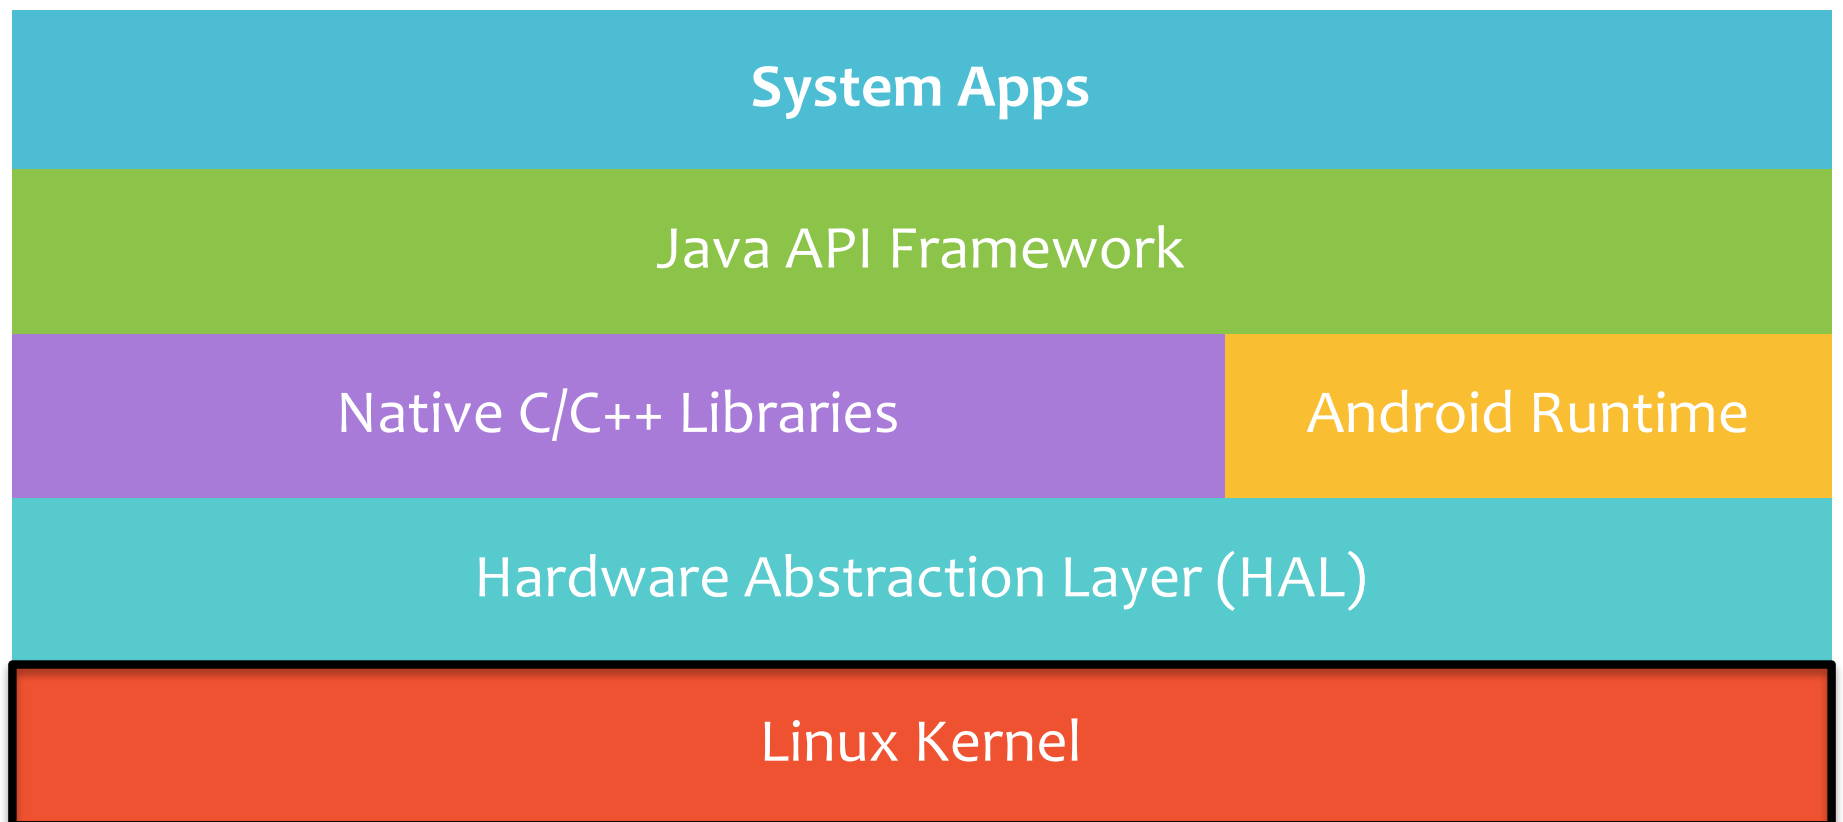 System Apps
Java API Framework
Native C/C++ Libraries
Android Runtime
Hardware Abstraction Layer (HAL)
Linux Kernel